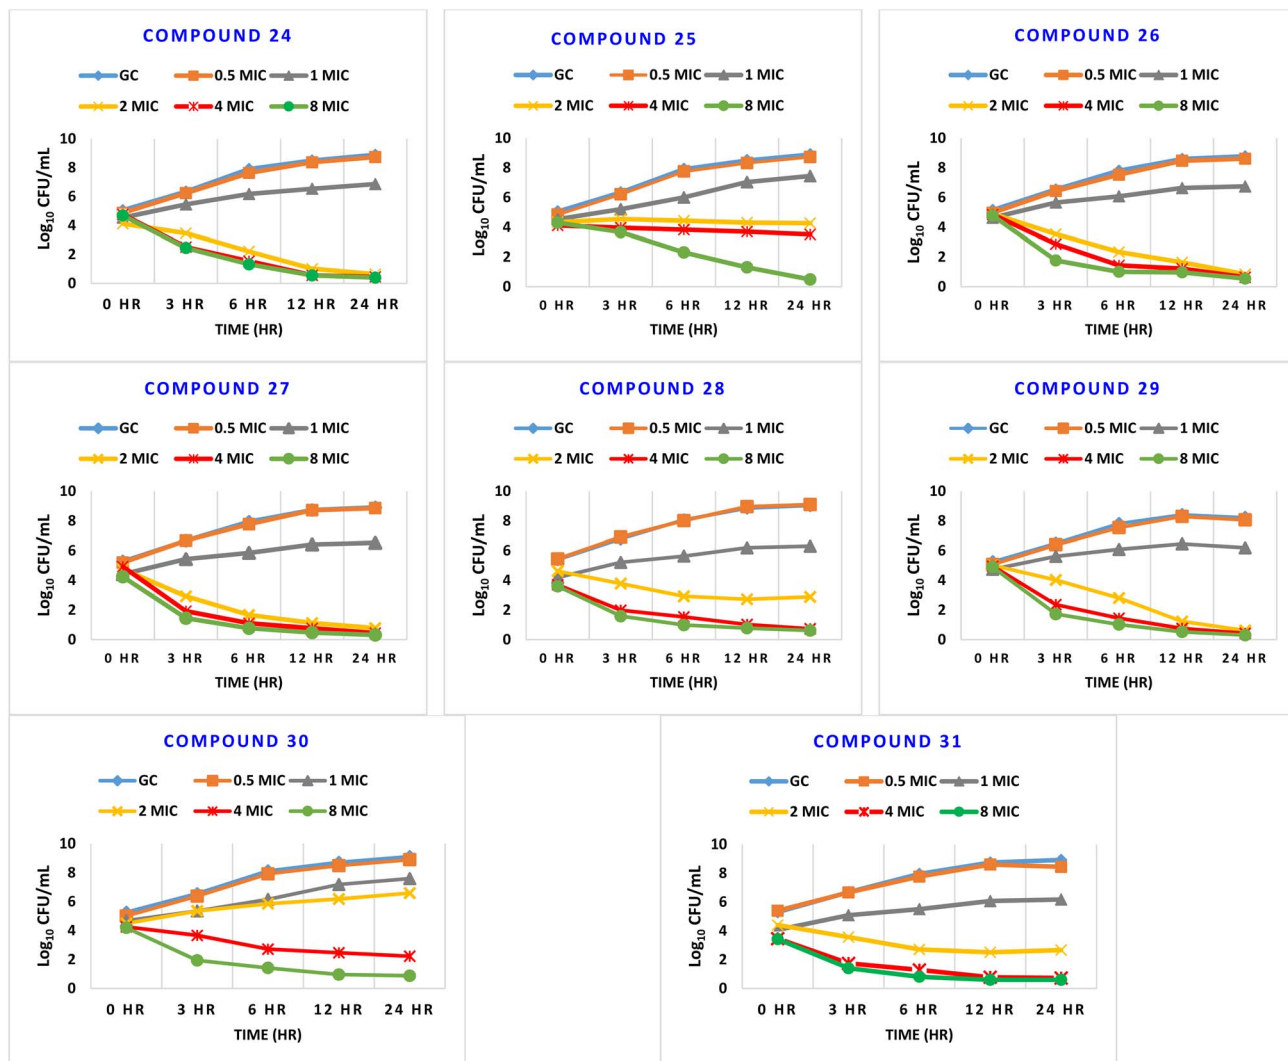 COMPOUND 24
GC 0.5 MIC 1 MIC
2 MIC 4 MIC 8 MIC
10
8
6
4
2
0
Log10 CFU/mL
0 HR 3 HR 6 HR 12 HR 24 HR
TIME (HR)
COMPOUND 25
GC 0.5 MIC 1 MIC
2 MIC 4 MIC 8 MIC
10
8
6
4
2
0
Log10 CFU/mL
0 HR 3 HR 6 HR 12 HR 24 HR
TIME (HR)
COMPOUND 26
GC 0.5 MIC 1 MIC
2 MIC 4 MIC 8 MIC
10
8
6
4
2
0
Log10 CFU/mL
0 HR 3 HR 6 HR 12 HR 24 HR
TIME (HR)
COMPOUND 27
GC 0.5 MIC 1 MIC
2 MIC 4 MIC 8 MIC
10
8
6
4
2
0
Log10 CFU/mL
0 HR 3 HR 6 HR 12 HR 24 HR
TIME (HR)
COMPOUND 28
GC 0.5 MIC 1 MIC
2 MIC 4 MIC 8 MIC
10
8
6
4
2
0
Log10 CFU/mL
0 HR 3 HR 6 HR 12 HR 24 HR
TIME (HR)
COMPOUND 29
GC 0.5 MIC 1 MIC
2 MIC 4 MIC 8 MIC
10
8
6
4
2
0
Log10 CFU/mL
0 HR 3 HR 6 HR 12 HR 24 HR
TIME (HR)
COMPOUND 30
GC 0.5 MIC 1 MIC
2 MIC 4 MIC 8 MIC
10
8
6
4
2
0
Log10 CFU/mL
0 HR 3 HR 6 HR 12 HR 24 HR
TIME (HR)
COMPOUND 31
GC 0.5 MIC 1 MIC
2 MIC 4 MIC 8 MIC
10
8
6
4
2
0
Log10 CFU/mL
0 HR 3 HR 6 HR 12 HR 24 HR
TIME (HR)